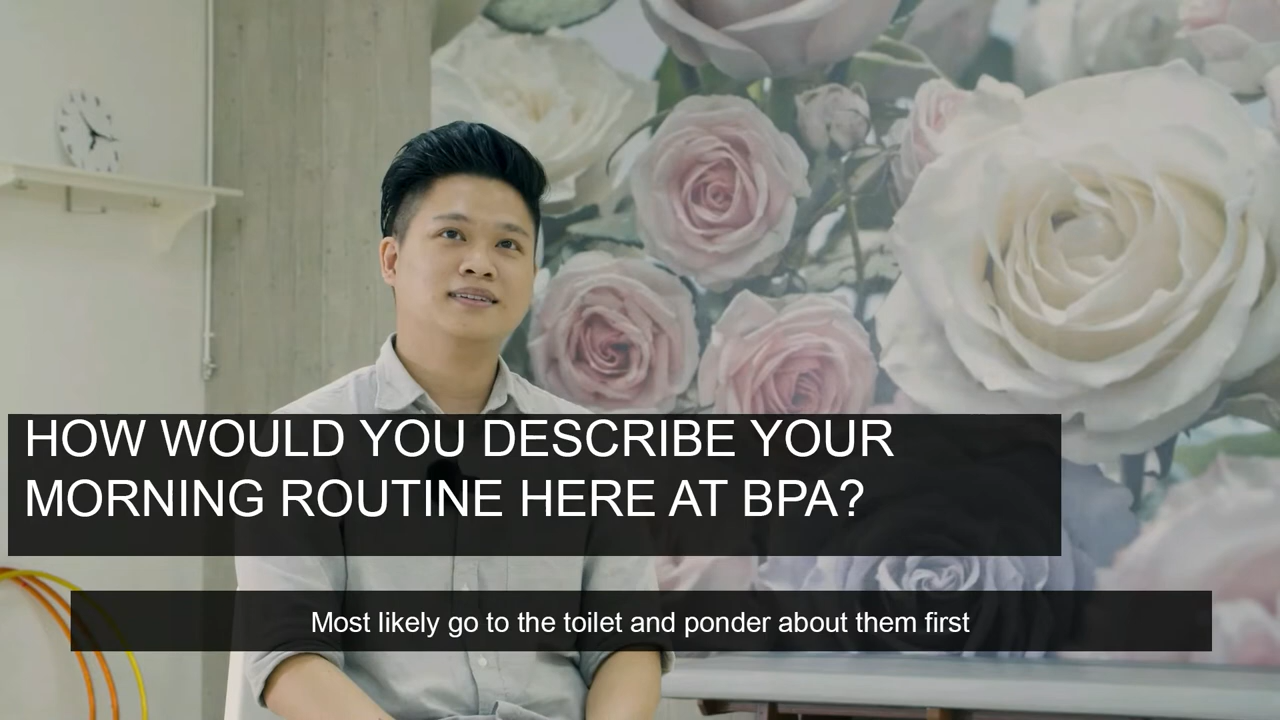 HOW WOULD YOU DESCRIBE YOUR
MORNING ROUTINE HERE AT BPA?
Most likely go to the toilet and ponder about them first